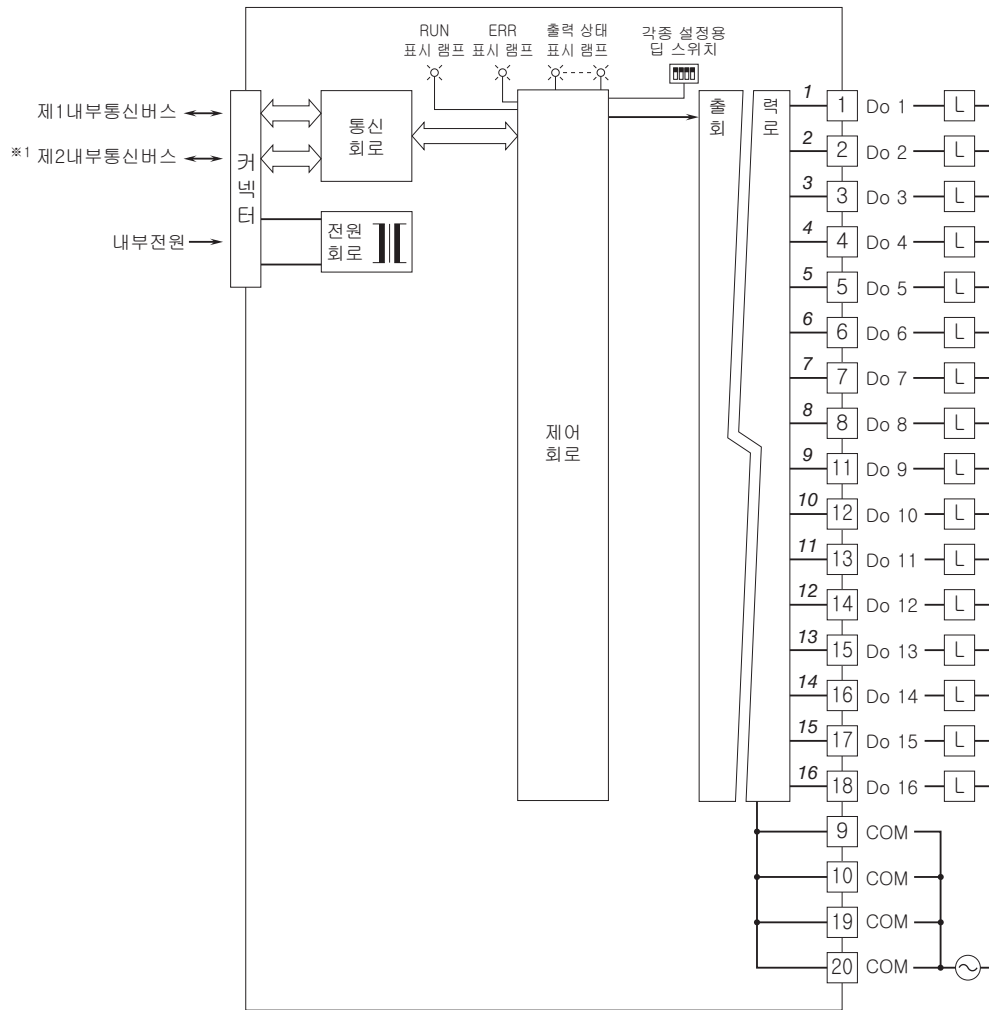 RUN
표시 램프
ERR
표시 램프
출력 상태
표시 램프
각종 설정용
딥 스위치
제1내부통신버스
※1 제2내부통신버스
내부전원
커넥터
통신
회로
전원
회로
제어
회로
출력
회로
1 1 Do 1 L
2 2 Do 2 L
3 3 Do 3 L
4 4 Do 4 L
5 5 Do 5 L
6 6 Do 6 L
7 7 Do 7 L
8 8 Do 8 L
9 11 Do 9 L
10 12 Do 10 L
11 13 Do 11 L
12 14 Do 12 L
13 15 Do 13 L
14 16 Do 14 L
15 17 Do 15 L
16 18 Do 16 L
9 COM
10 COM
19 COM
20 COM